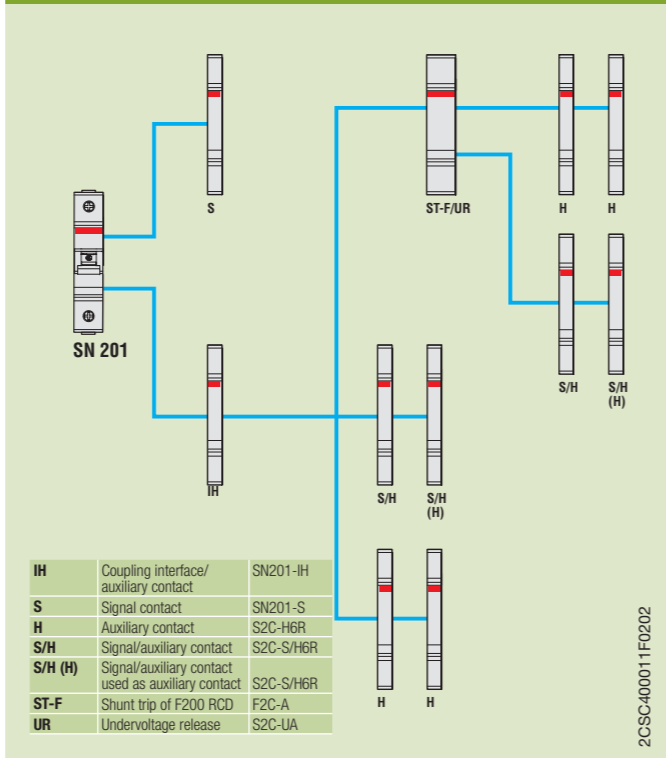 S
ST-F/UR
H H
SN 201
S/H S/H
(H)
IH
S/H S/H
(H)
H H
IH Coupling interface/
auxiliary contact SN201-IH
S Signal contact SN201-S
H Auxiliary contact S2C-H6R
S/H Signal/auxiliary contact S2C-S/H6R
S/H (H) Signal/auxiliary contact
used as auxiliary contact S2C-S/H6R
ST-F Shunt trip of F200 RCD F2C-A
UR Undervoltage release S2C-UA
2CSC400011F0202